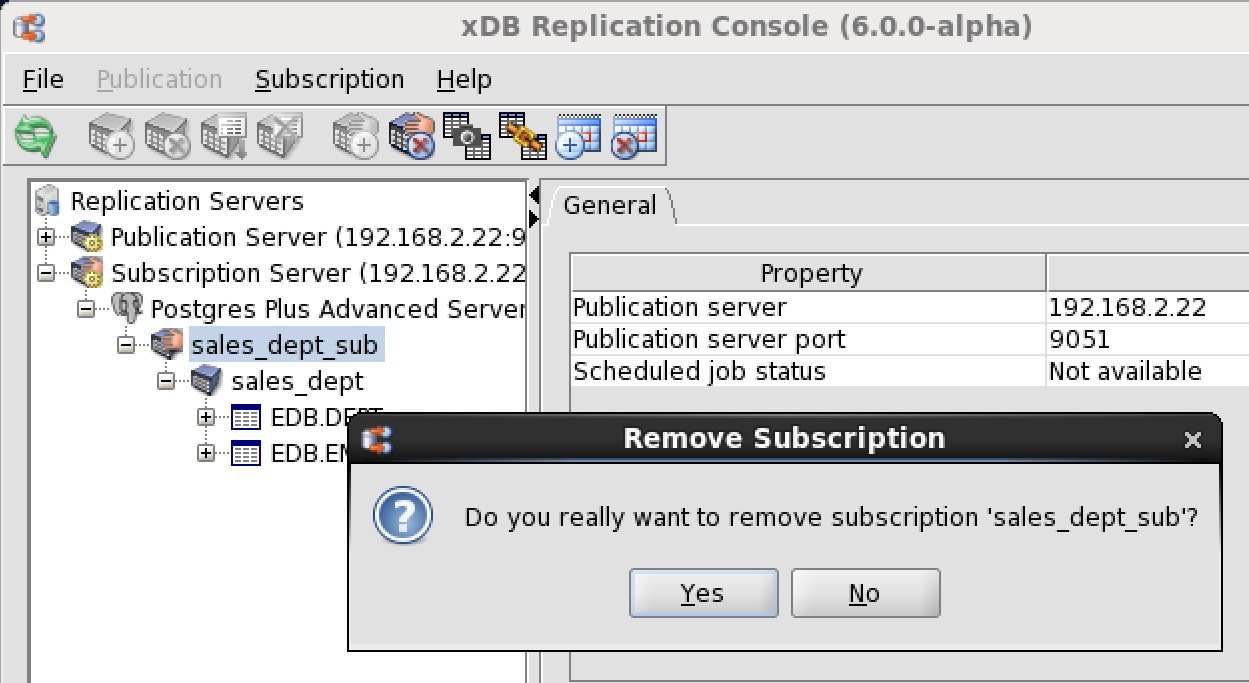 xDB Replication Console (6.0.0-alpha)
File Publication Subscription Help
Replication Servers
Publication Server (192.168.2.22:9
Subscription Server (192.168.2.22
Postgres Plus Advanced Server
sales_dept_sub
sales_dept
EDB.DEPT
EDB.EM
General
Property
Publication server 192.168.2.22
Publication server port 9051
Scheduled job status Not available
Remove Subscription
Do you really want to remove subscription 'sales_dept_sub'?
Yes No